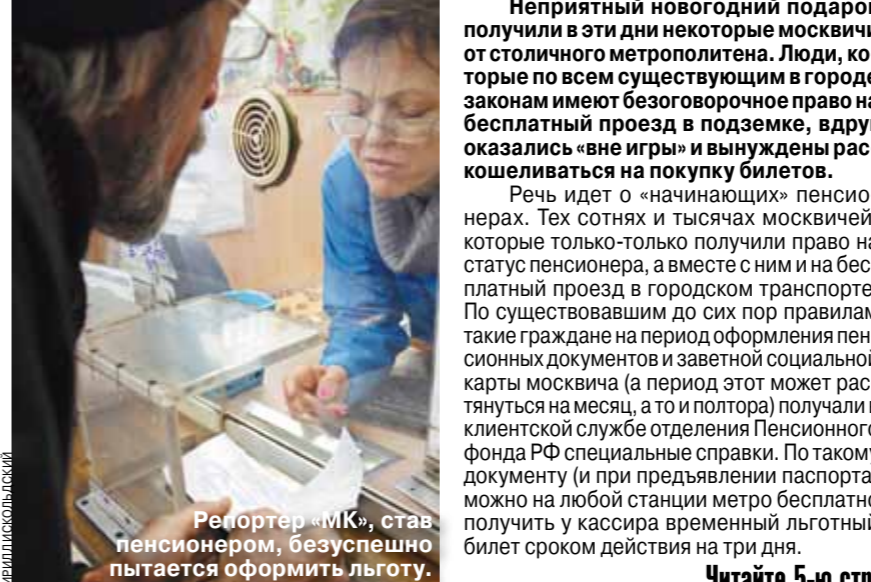 Неприятный новогодний подарок
получили в эти дни некоторые москвичи
от столичного метрополитена. Люди, ко
торые по всем существующим в городе
законам имеют безоговорочное право на
бесплатный проезд в подземке, вдруг
оказались «вне игры» и вынуждены рас
кошеливаться на покупку билетов.
Речь идет о «начинающих» пенсио
нерах. Тех сотнях и тысячах москвичей
которые только-только получили право на
статус пенсионера, а вместе с ним и на бес
платный проезд в городском транспорте
По существовавшим до сих пор правилам
такие граждане на период оформления пен
сионных документов и заветной социальной
карты москвича (а период этот может рас
тянуться на месяц, а то и полтора) получали
клиентской службе отделения Пенсионного
фонда РФ специальные справки. По такому
документу (и при предъявлении паспорта
можно на любой станции метро бесплатно
получить у кассира временный льготный
билет сроком действия на три дня.
Читайте 5-ю стр
Репортер «МК», став
пенсионером, безуспешно
пытается оформить льготу.
ИРИЛЛ ИСКОЛЬДСКИЙ